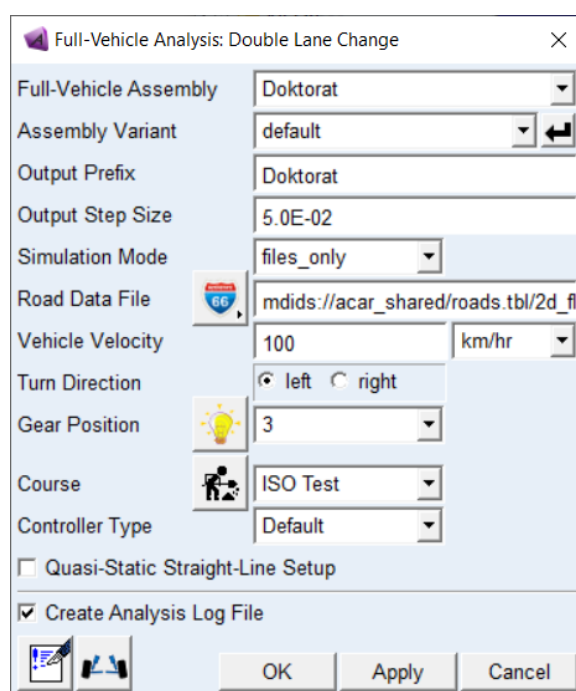 Full-Vehicle Analysis: Double Lane Change
Full-Vehicle Assembly Doktorat
Assembly Variant default
Output Prefix Doktorat
Output Step Size 5.0E-02
Simulation Mode files_only
Road Data File 66 mdids://acar_shared/roads.tbl/2d_fl
Vehicle Velocity 100 km/hr
Turn Direction left right
Gear Position 3
Course ISO Test
Controller Type Default
Quasi-Static Straight-Line Setup
Create Analysis Log File
OK Apply Cancel